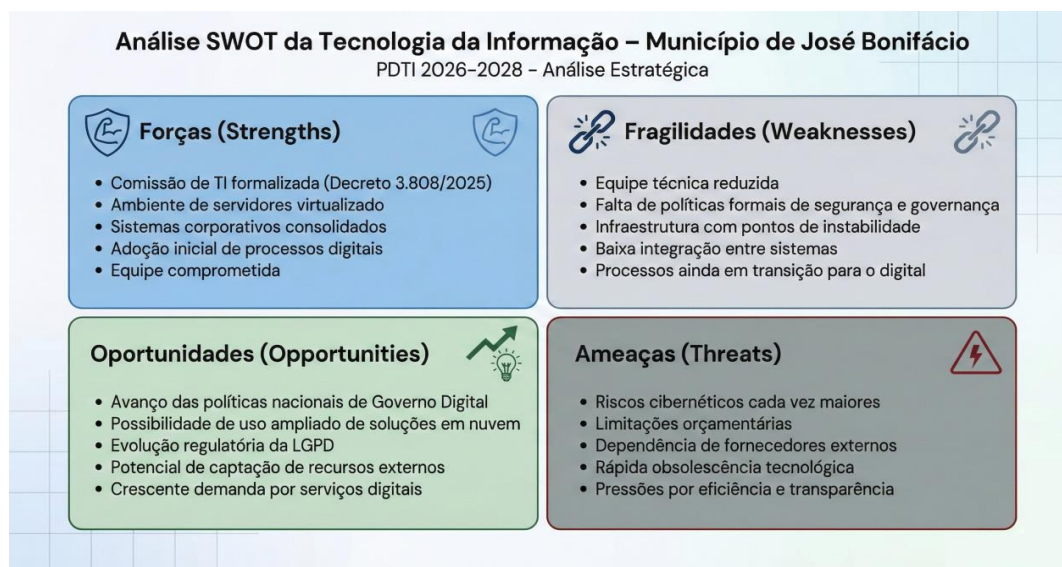 Análise SWOT da Tecnologia da Informação – Município de José Bonifácio
PDTI 2026-2028 - Análise Estratégica
Forças (Strengths)
• Comissão de TI formalizada (Decreto 3.808/2025)
• Ambiente de servidores virtualizado
• Sistemas corporativos consolidados
• Adoção inicial de processos digitais
• Equipe comprometida
Fragilidades (Weaknesses)
• Equipe técnica reduzida
• Falta de políticas formais de segurança e governança
• Infraestrutura com pontos de instabilidade
• Baixa integração entre sistemas
• Processos ainda em transição para o digital
Oportunidades (Opportunities)
• Avanço das políticas nacionais de Governo Digital
• Possibilidade de uso ampliado de soluções em nuvem
• Evolução regulatória da LGPD
• Potencial de captação de recursos externos
• Crescente demanda por serviços digitais
Ameaças (Threats)
• Riscos cibernéticos cada vez maiores
• Limitações orçamentárias
• Dependência de fornecedores externos
• Rápida obsolescência tecnológica
• Pressões por eficiência e transparência